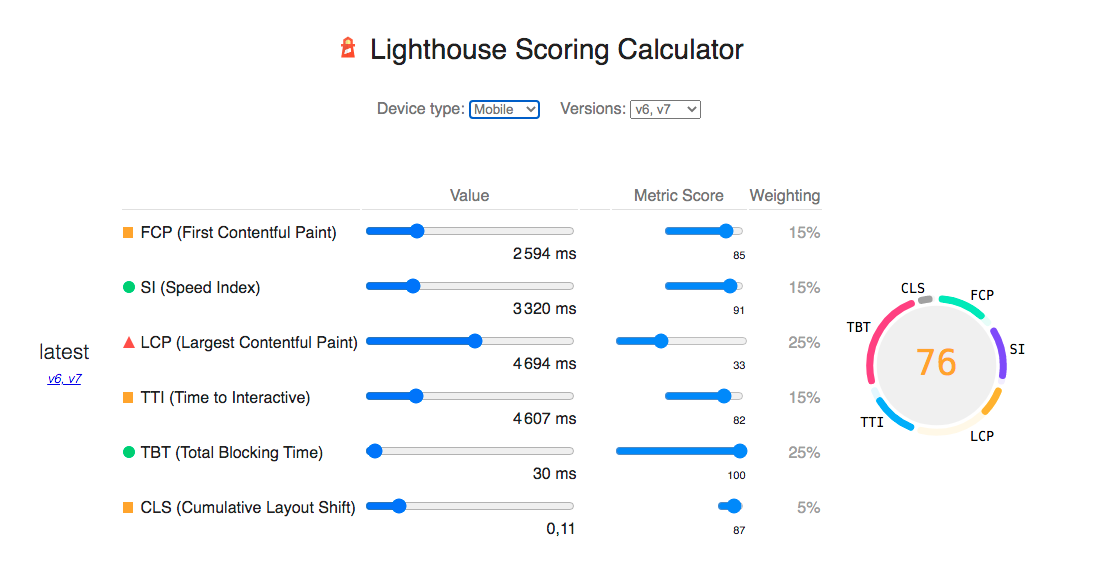 Lighthouse Scoring Calculator
Device type: Mobile Versions: v6, v7
Value Metric Score Weighting
FCP (First Contentful Paint) 15%
2 594 ms 85
SI (Speed Index) 15%
3 320 ms 91
LCP (Largest Contentful Paint) 25%
4 694 ms 33
TTI (Time to Interactive) 15%
4 607 ms 82
TBT (Total Blocking Time) 25%
30 ms 100
CLS (Cumulative Layout Shift) 5%
0,11 87
latest
v6, v7
CLS
FCP
TBT
SI
76
TTI
LCP